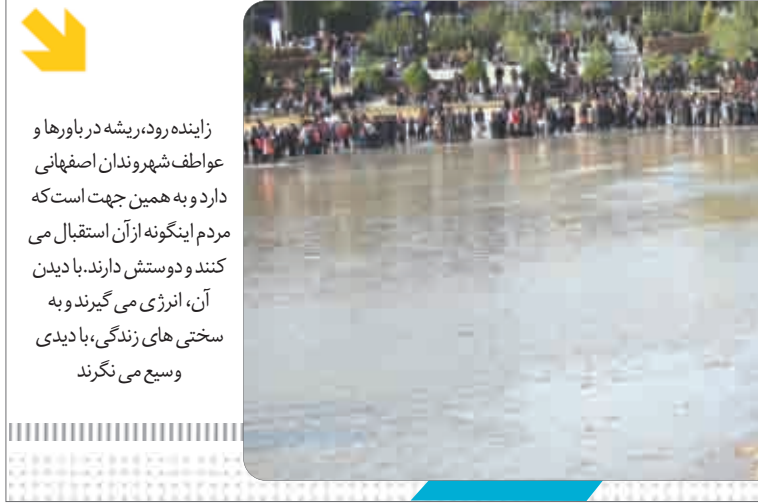 زاینده رود،ریشه در باورها و
عواطف شهروندان اصفهانی
دارد و به همین جهت است که
مردم اینگونه از آن استقبال می
کنند و دوستش دارند.با دیدن
آن، انرژی می گیرند و به
سختی های زندگی،با دیدی
وسیع می نگرند